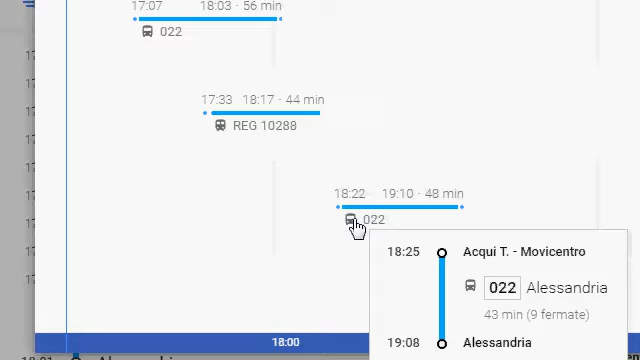 17:07 18:03 · 56 min
022
17:33 18:17 · 44 min
REG 10288
18:22 19:10 · 48 min
022
18:25 Acqui T. - Movicentro
022 Alessandria
43 min (9 fermate)
18:00
19:08 Alessandria